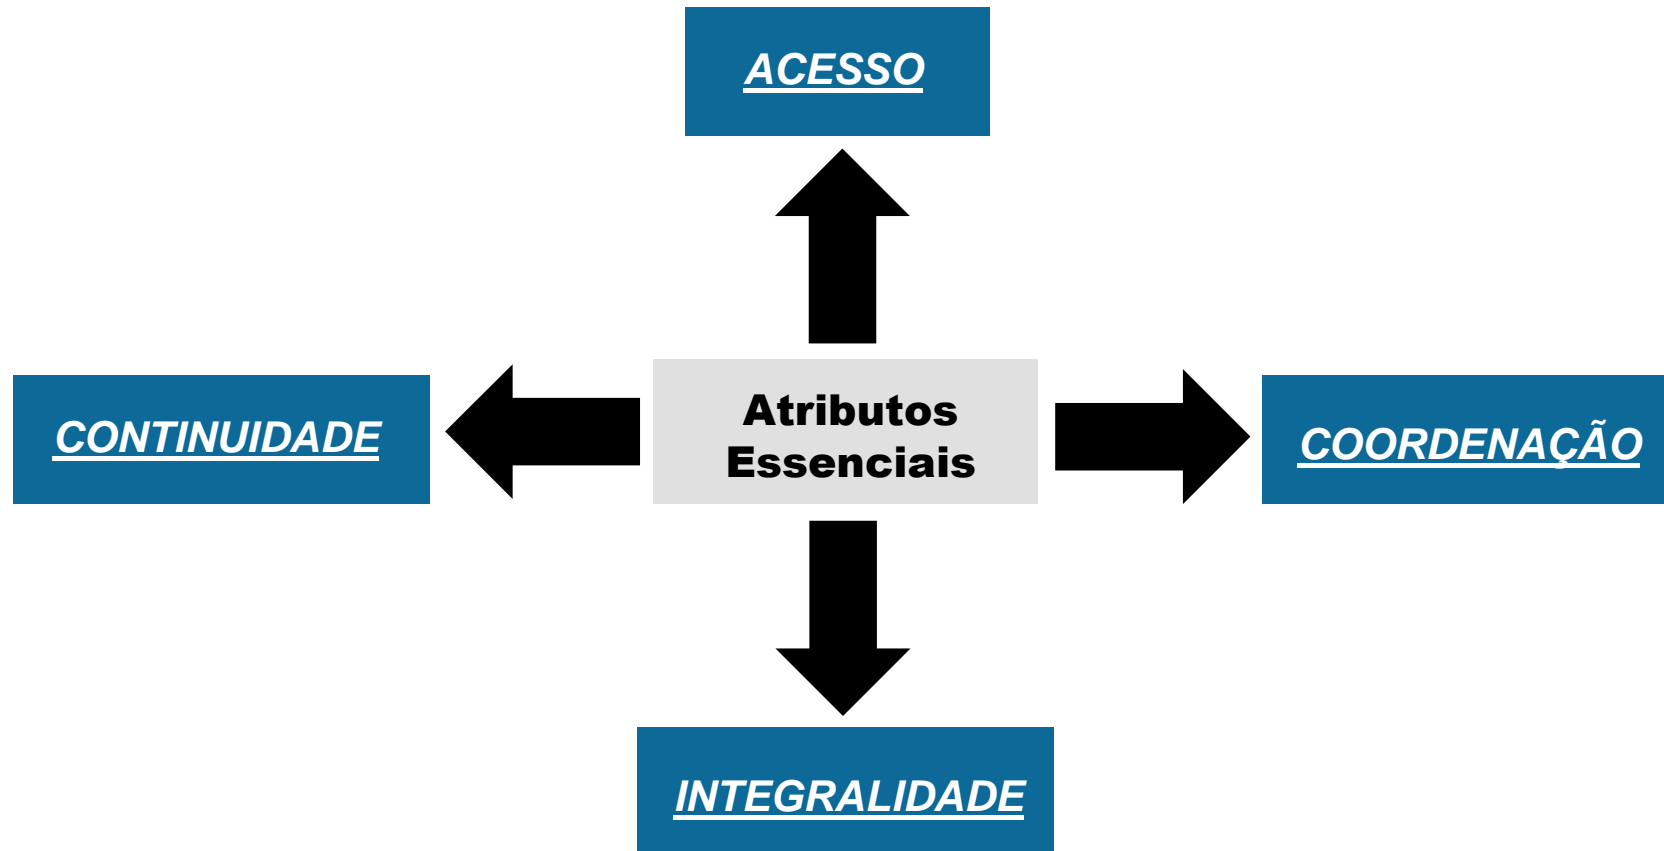 ACESSO
CONTINUIDADE
Atributos
Essenciais
COORDENAÇÃO
INTEGRALIDADE